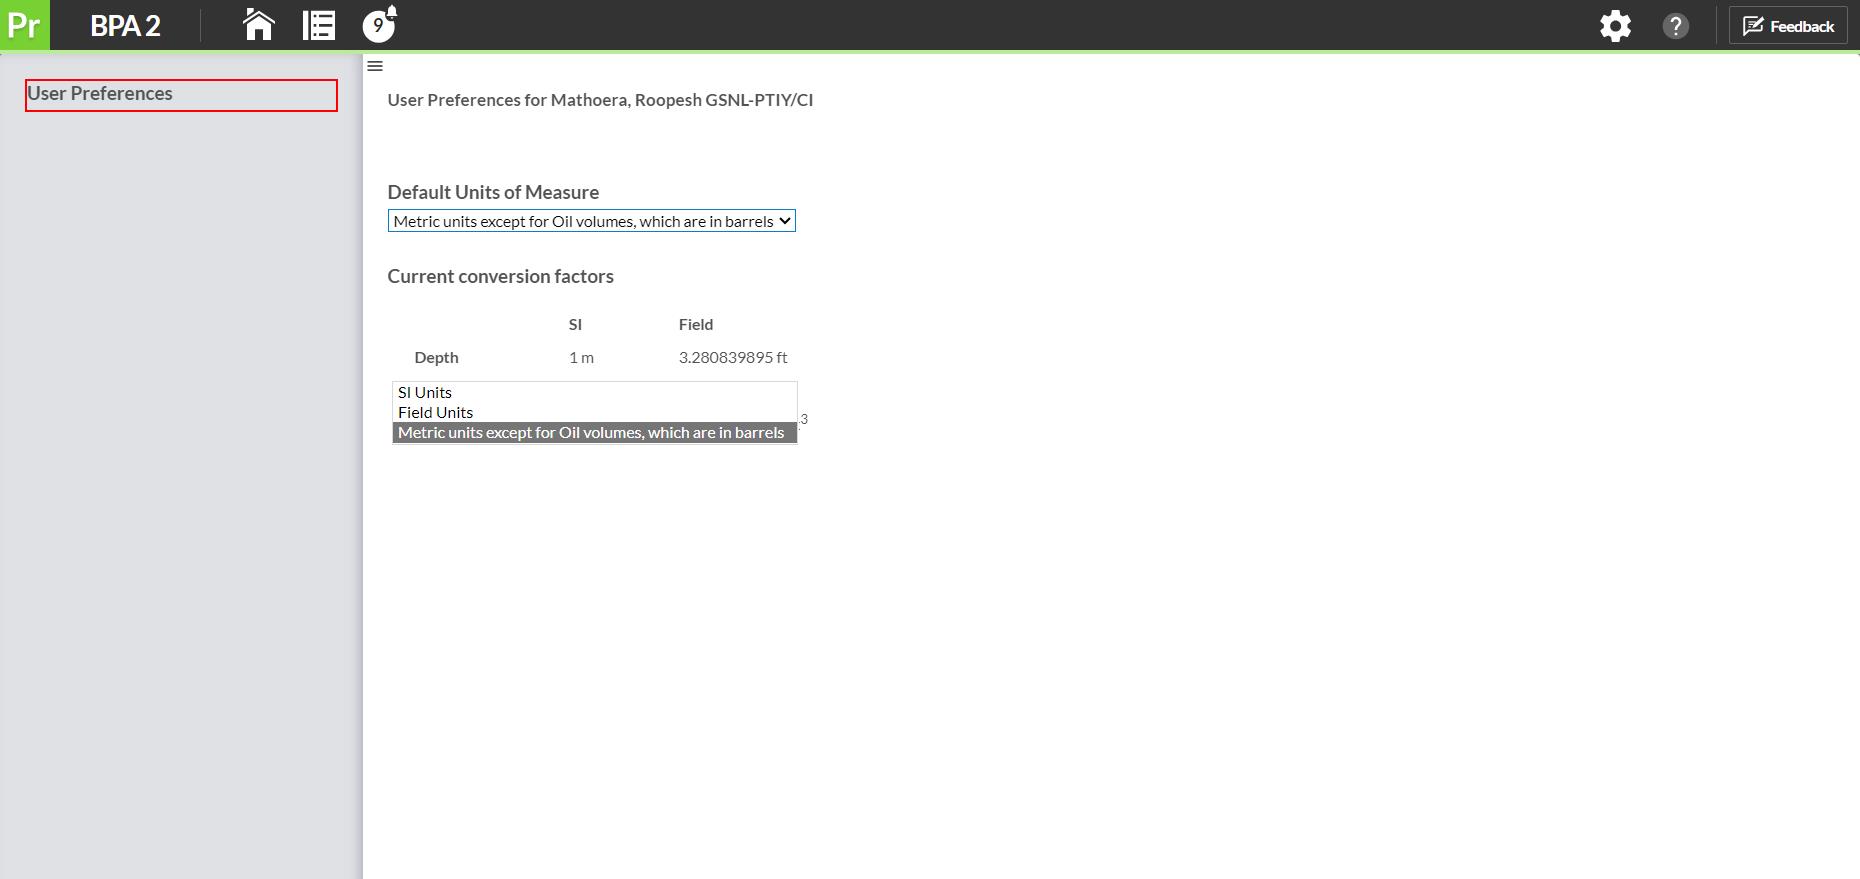 Pr BPA 2 9 ? Feedback
User Preferences
User Preferences for Mathoera, Roopesh GSNL-PTIY/CI
Default Units of Measure
Metric units except for Oil volumes, which are in barrels
Current conversion factors
SI Field
Depth 1 m 3.280839895 ft
SI Units
Field Units
3
Metric units except for Oil volumes, which are in barrels